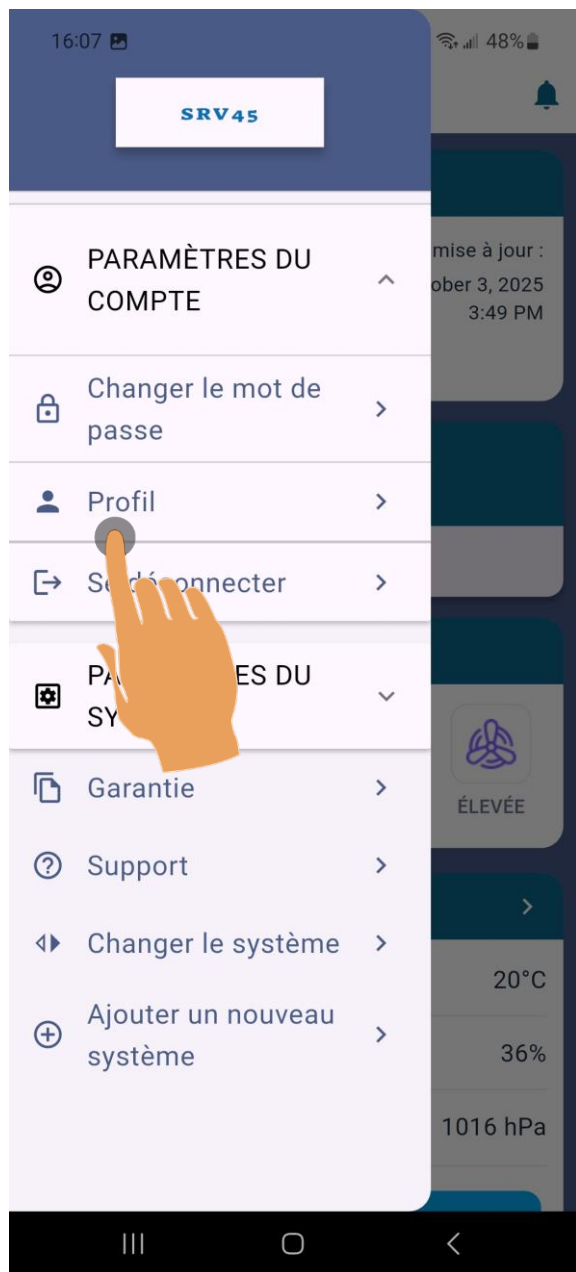 16:07
48%
SRV45
mise à jour :
ober 3, 2025
3:49 PM
PARAMÈTRES DU
COMPTE
Changer le mot de
passe
Profil
Se déconnecter
ES DU
SY
Garantie
ÉLEVÉE
Support
Changer le système
20°C
Ajouter un nouveau
système
36%
1016 hPa